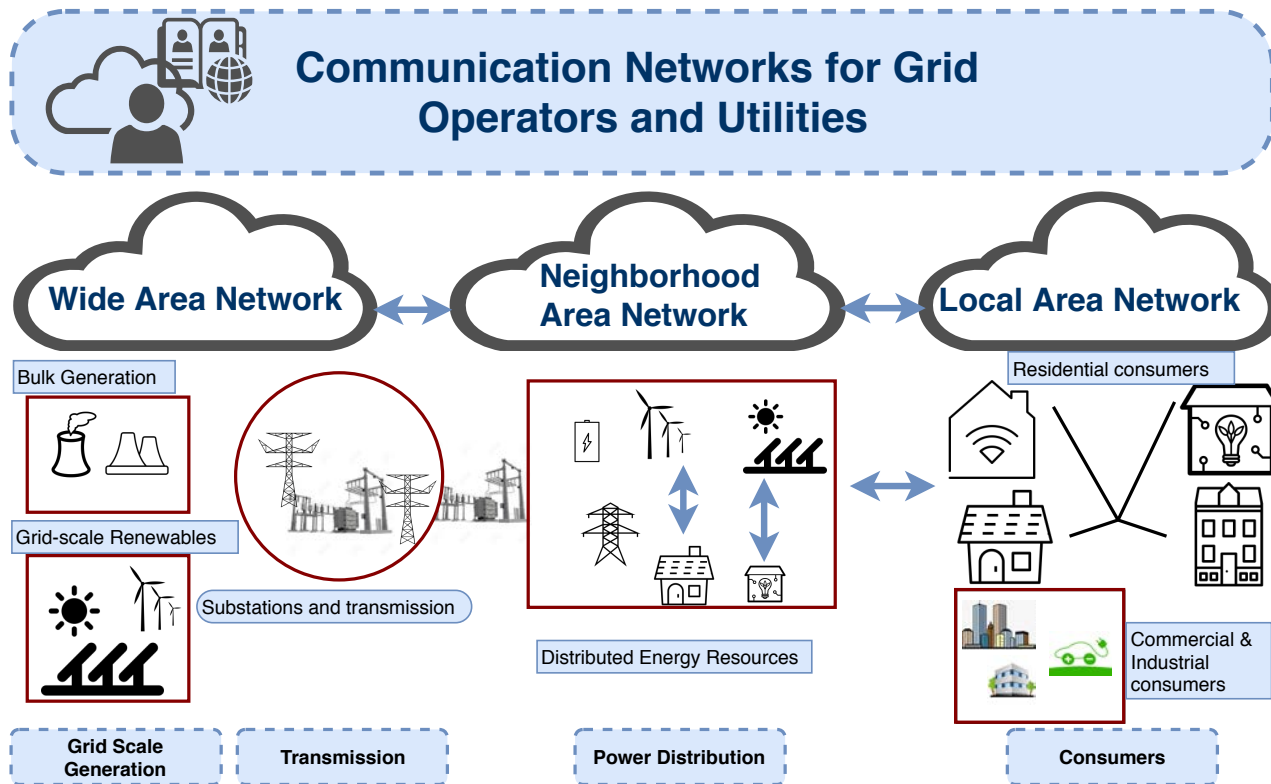 Communication Networks for Grid
Operators and Utilities
Wide Area Network
Neighborhood
Area Network
Local Area Network
Bulk Generation
Residential consumers
Grid-scale Renewables
Substations and transmission
Distributed Energy Resources
Commercial &
Industrial
consumers
Grid Scale
Generation
Transmission
Power Distribution
Consumers